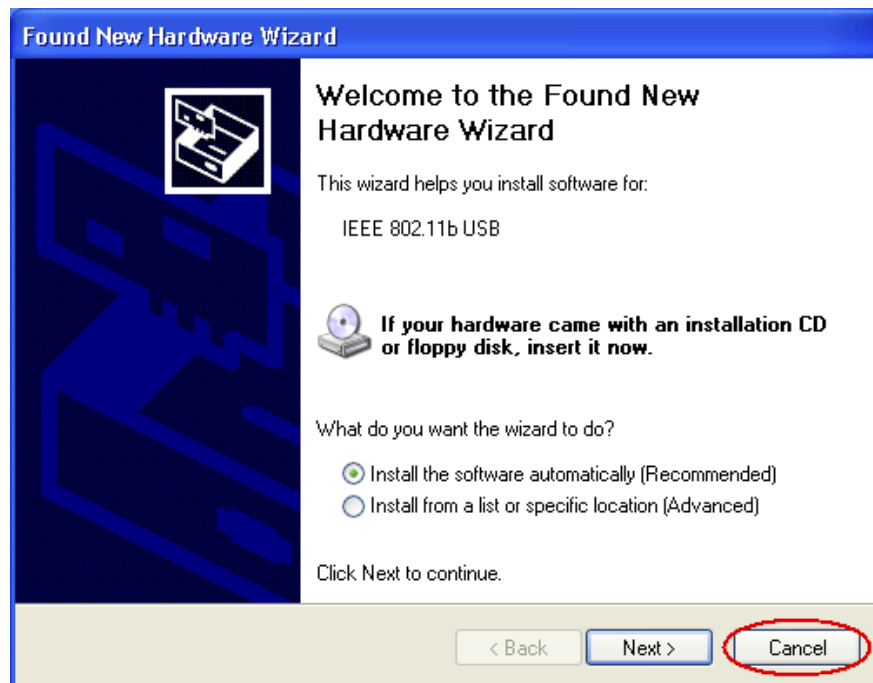 Found New Hardware Wizard
Welcome to the Found New
Hardware Wizard
This wizard helps you install software for:
IEEE 802.11b USB
If your hardware came with an installation CD
or floppy disk, insert it now.
What do you want the wizard to do?
Install the software automatically (Recommended)
Install from a list or specific location (Advanced)
Click Next to continue.
< Back Next > Cancel